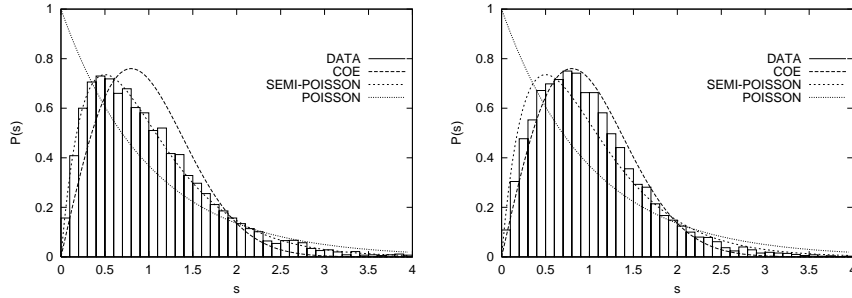 1
0.8
0.6
0.4
0.2
0
P(s)
DATA
COE
SEMI-POISSON
POISSON
0 0.5 1 1.5 2 2.5 3 3.5 4
s
1
0.8
0.6
0.4
0.2
0
P(s)
DATA
COE
SEMI-POISSON
POISSON
0 0.5 1 1.5 2 2.5 3 3.5 4
s